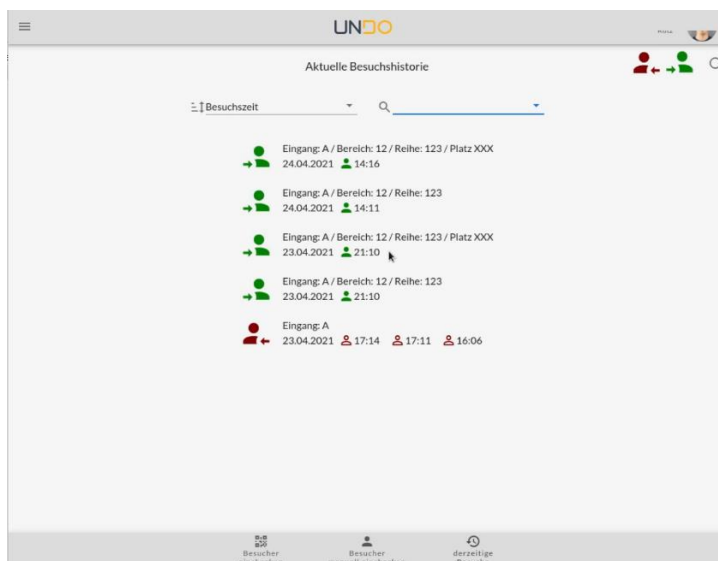 UNDO
Aktuelle Besuchshistorie
Besuchszeit
Eingang: A / Bereich: 12 / Reihe: 123 / Platz XXX
24.04.2021 14:16
Eingang: A / Bereich: 12 / Reihe: 123
24.04.2021 14:11
Eingang: A / Bereich: 12 / Reihe: 123 / Platz XXX
23.04.2021 21:10
Eingang: A / Bereich: 12 / Reihe: 123
23.04.2021 21:10
Eingang: A
23.04.2021 17:14 17:11 16:06
Besucher Besucher derzeitige